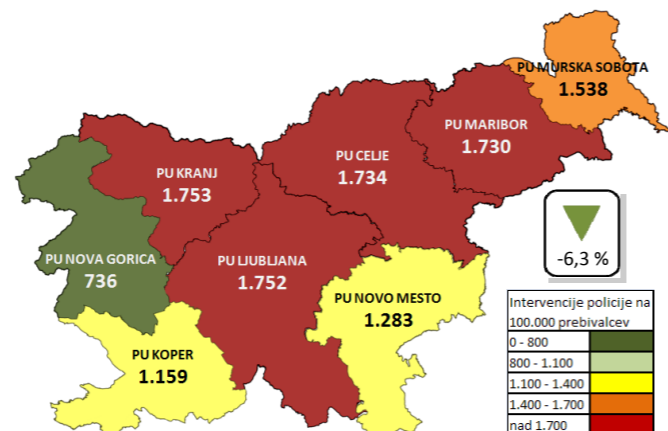 PU MURSKA SOBOTA
1.538
PU MARIBOR
1.730
PU CELJE
1.734
PU KRANJ
1.753
PU NOVA GORICA
736
PU LJUBLJANA
1.752
PU NOVO MESTO
1.283
PU KOPER
1.159
-6,3 %
Intervencije policije na
100.000 prebivalcev
0 - 800
800 - 1.100
1.100 - 1.400
1.400 - 1.700
nad 1.700